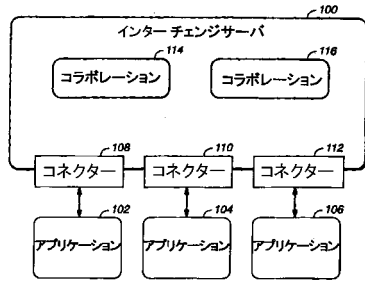 100
インターチェンジサーバ
114
コラボレーション
116
コラボレーション
108
コネクター
110
コネクター
112
コネクター
102
アプリケーション
104
アプリケーション
106
アプリケーション